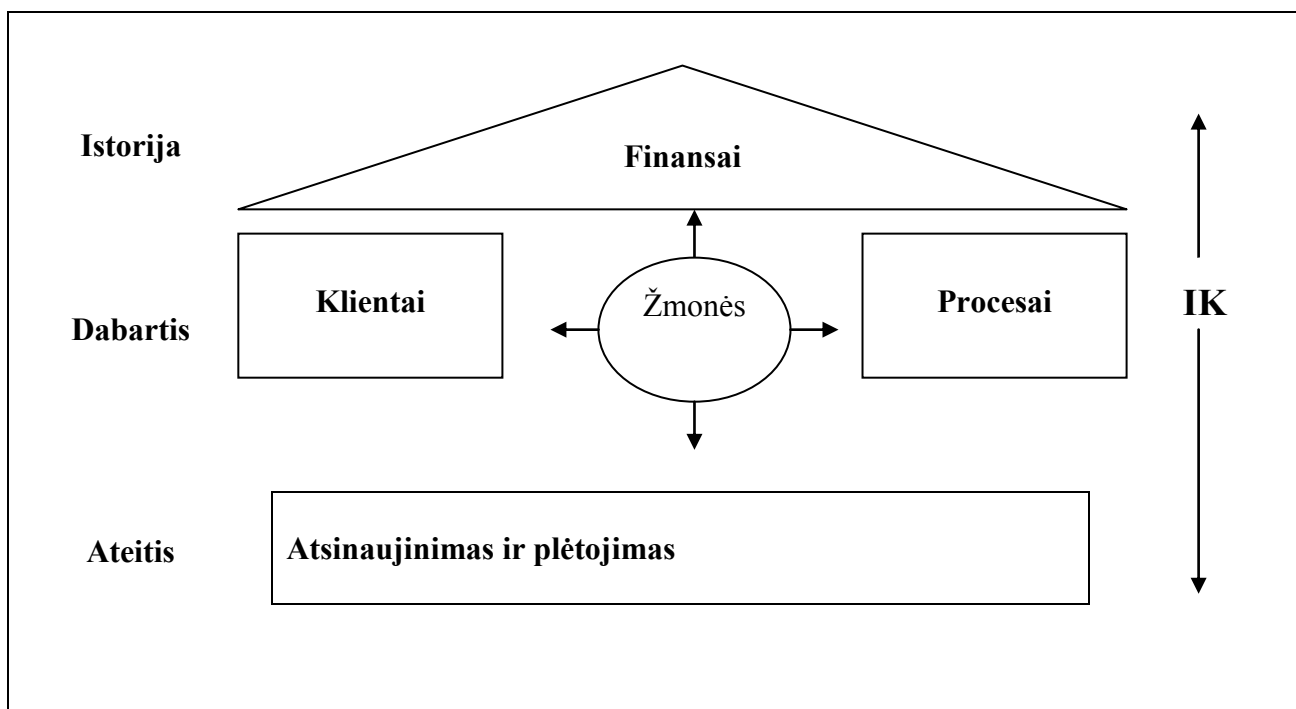 Istorija
Finansai
Klientai
Žmonės
Procesai
Dabartis
IK
Ateitis
Atsinaujinimas ir plėtojimas